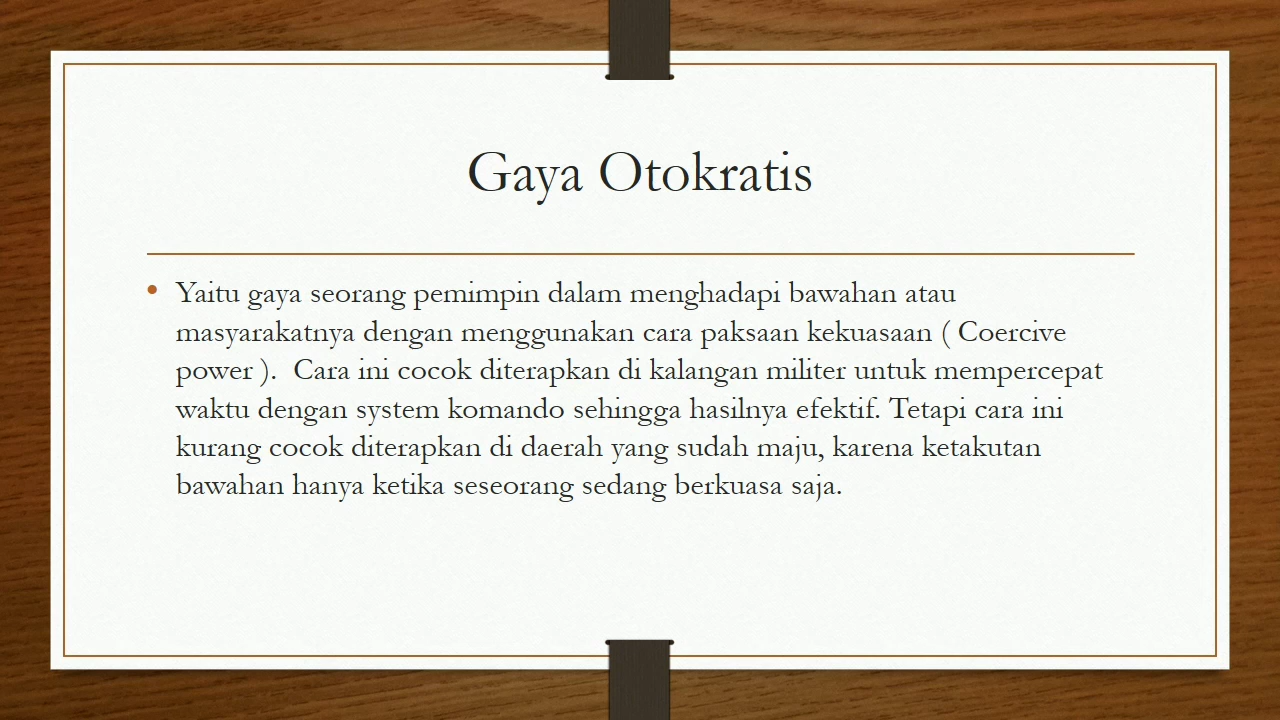 Gaya Otokratis
• Yaitu gaya seorang pemimpin dalam menghadapi bawahan atau
masyarakatnya dengan menggunakan cara paksaan kekuasaan ( Coercive
power ).  Cara ini cocok diterapkan di kalangan militer untuk mempercepat
waktu dengan system komando sehingga hasilnya efektif. Tetapi cara ini
kurang cocok diterapkan di daerah yang sudah maju, karena ketakutan
bawahan hanya ketika seseorang sedang berkuasa saja.